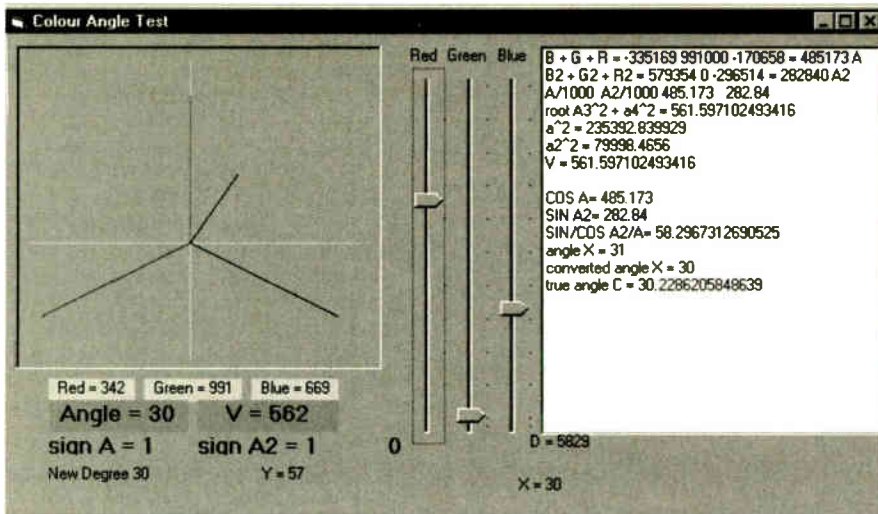 Colour Angle Test
Red Green Blue
B + G + R = -335169 991000 -170658 = 485173 A
B2 + G2 + R2 = 579354 0 -296514 = 282840 A2
A/1000 A2/1000 485.173 282.84
root A3^2 + a4^2 = 561.597102493416
a^2 = 235392.839929
a2^2 = 79998.4656
V = 561.597102493416
COS A= 485.173
SIN A2= 282.84
SIN/COS A2/A= 58.2967312690525
angle X = 31
converted angle X = 30
true angle C = 30.2286205848639
Red = 342 Green = 991 Blue = 669
Angle = 30 V = 562
sign A = 1 sign A2 = 1
0
D = 5829
New Degree 30 Y = 57
X = 30